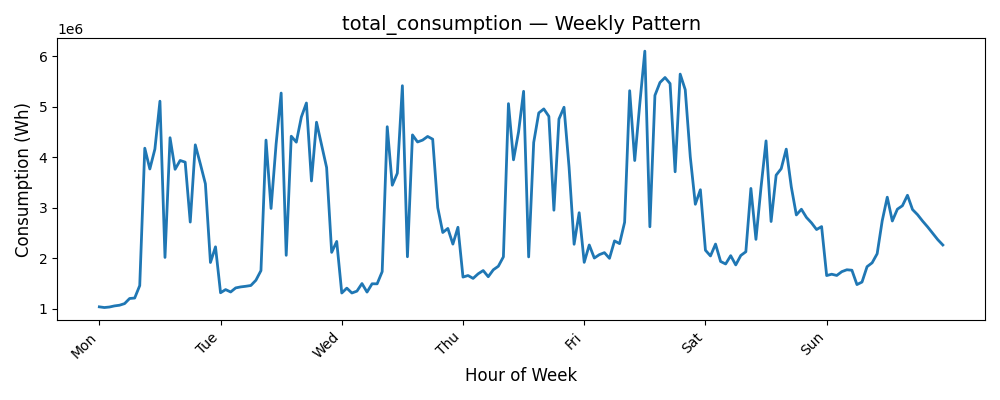 total_consumption — Weekly Pattern
1e6
6
5
4
3
2
1
Consumption (Wh)
Mon
Tue
Wed
Thu
Fri
Sat
Sun
Hour of Week